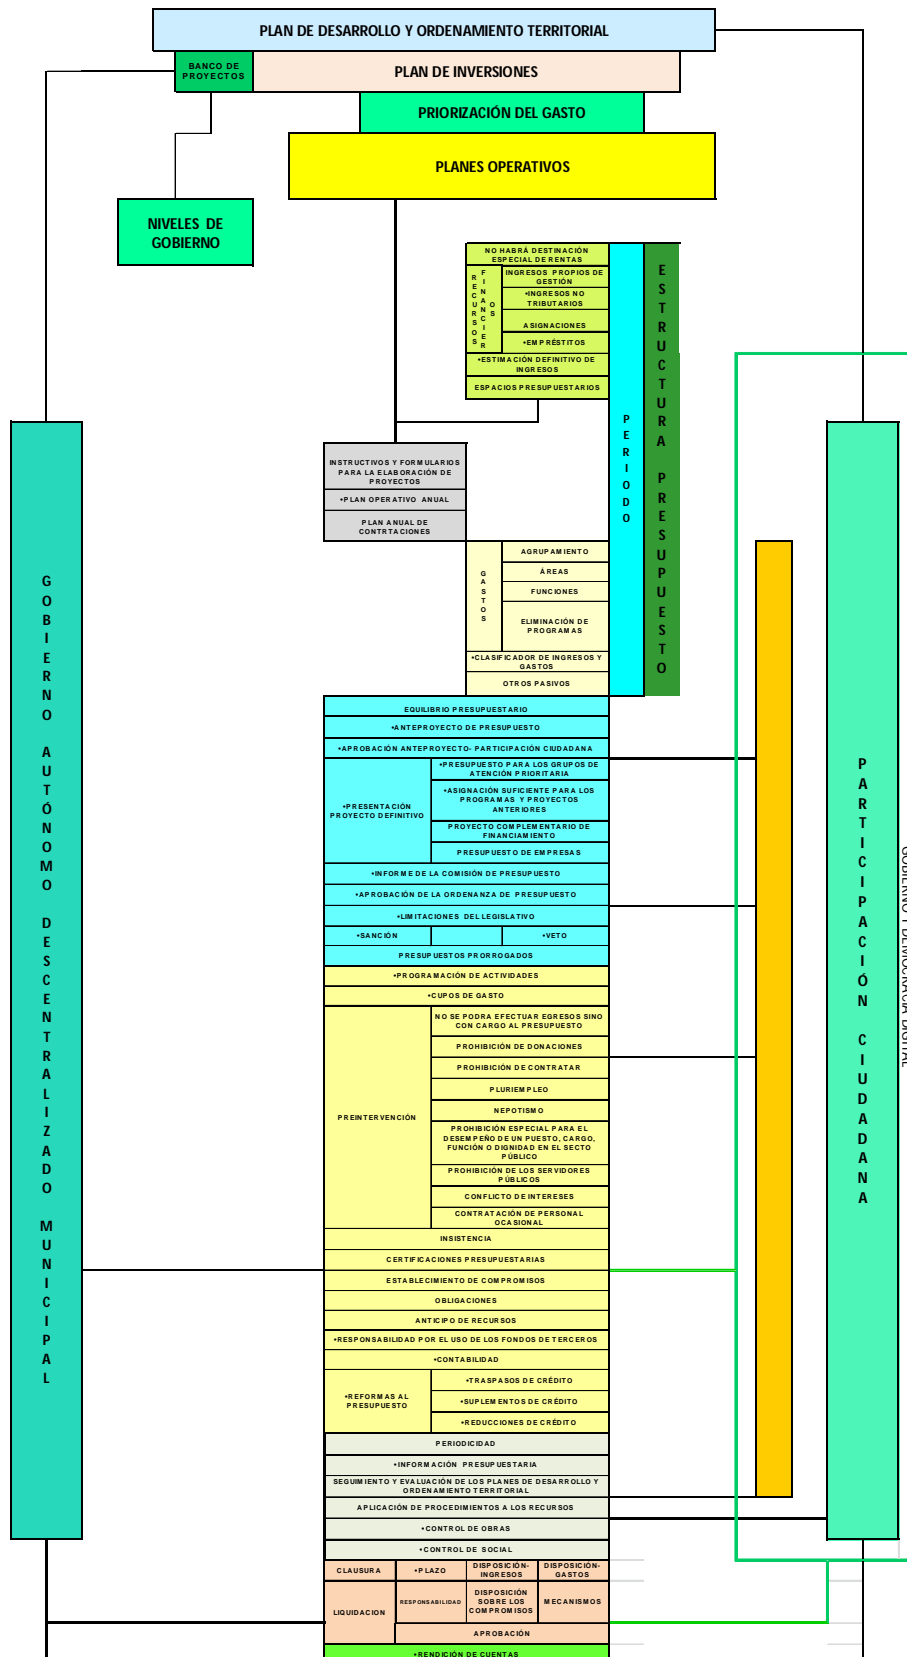 PLAN DE DESARROLLO Y ORDENAMIENTO TERRITORIAL
BANCO DE
PROYECTOS
PLAN DE INVERSIONES
PRIORIZACIÓN DEL GASTO
PLANES OPERATIVOS
NIVELES DE
GOBIERNO
NO HABRÁ DESTINACIÓN
ESPECIAL DE RENTAS
RECURSOS
FINANCIER
OS
INGRESOS PROPIOS DE
GESTIÓN
•INGRESOS NO
TRIBUTARIOS
ASIGNACIONES
•EMPRÉSTITOS
•ESTIMACIÓN DEFINITIVO DE
INGRESOS
ESPACIOS PRESUPUESTARIOS
PERIODO
ESTRUCTURA PRESUPUESTO
INSTRUCTIVOS Y FORMULARIOS
PARA LA ELABORACIÓN DE
PROYECTOS
•PLAN OPERATIVO ANUAL
PLAN ANUAL DE
CONTRTACIONES
GASTOS
AGRUPAMIENTO
ÁREAS
FUNCIONES
ELIMINACIÓN DE
PROGRAMAS
•CLASIFICADOR DE INGRESOS Y
GASTOS
OTROS PASIVOS
GOBIERNO AUTÓNOMO DESCENTRALIZADO MUNICIPAL
EQUILIBRIO PRESUPUESTARIO
•ANTEPROYECTO DE PRESUPUESTO
•APROBACIÓN ANTEPROYECTO- PARTICIPACIÓN CIUDADANA
•PRESENTACIÓN
PROYECTO DEFINITIVO
•PRESUPUESTO PARA LOS GRUPOS DE
ATENCIÓN PRIORITARIA
•ASIGNACIÓN SUFICIENTE PARA LOS
PROGRAMAS Y PROYECTOS
ANTERIORES
PROYECTO COMPLEMENTARIO DE
FINANCIAMIENTO
PRESUPUESTO DE EMPRESAS
•INFORME DE LA COMISIÓN DE PRESUPUESTO
•APROBACIÓN DE LA ORDENANZA DE PRESUPUESTO
•LIMITACIONES DEL LEGISLATIVO
•SANCIÓN
•VETO
PRESUPUESTOS PRORROGADOS
•PROGRAMACIÓN DE ACTIVIDADES
•CUPOS DE GASTO
PREINTERVENCIÓN
NO SE PODRA EFECTUAR EGRESOS SINO
CON CARGO AL PRESUPUESTO
PROHIBICIÓN DE DONACIONES
PROHIBICIÓN DE CONTRATAR
PLURIEMPLEO
NEPOTISMO
PROHIBICIÓN ESPECIAL PARA EL
DESEMPEÑO DE UN PUESTO, CARGO,
FUNCIÓN O DIGNIDAD EN EL SECTO
PÚBLICO
PROHIBICIÓN DE LOS SERVIDORES
PÚBLICOS
CONFLICTO DE INTERESES
CONTRATACIÓN DE PERSONAL
OCASIONAL
INSISTENCIA
CERTIFICACIONES PRESUPUESTARIAS
ESTABLECIMIENTO DE COMPROMISOS
OBLIGACIONES
ANTICIPO DE RECURSOS
•RESPONSABILIDAD POR EL USO DE LOS FONDOS DE TERCEROS
•CONTABILIDAD
•REFORMAS AL
PRESUPUESTO
•TRASPASOS DE CRÉDITO
•SUPLEMENTOS DE CRÉDITO
•REDUCCIONES DE CRÉDITO
PERIODICIDAD
•INFORMACIÓN PRESUPUESTARIA
SEGUIMIENTO Y EVALUACIÓN DE LOS PLANES DE DESARROLLO Y
ORDENAMIENTO TERRITORIAL
APLICACIÓN DE PROCEDIMIENTOS A LOS RECURSOS
•CONTROL DE OBRAS
•CONTROL DE SOCIAL
CLAUSURA
•PLAZO
DISPOSICIÓN-
INGRESOS
DISPOSICIÓN-
GASTOS
LIQUIDACION
RESPONSABILIDAD
DISPOSICIÓN
SOBRE LOS
COMPROMISOS
MECANISMOS
APROBACIÓN
•RENDICIÓN DE CUENTAS
PARTICIPACIÓN CIUDADANA
GOBIERNO Y DEMOCRACIA DIGITAL